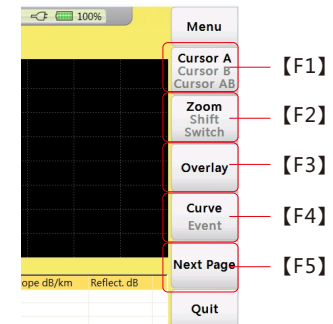 100%
Menu
Cursor A
Cursor B
Cursor AB
【F1】
Zoom
Shift
Switch
【F2】
Overlay
【F3】
Curve
Event
【F4】
Next Page
【F5】
ope dB/km Reflect. dB
Quit